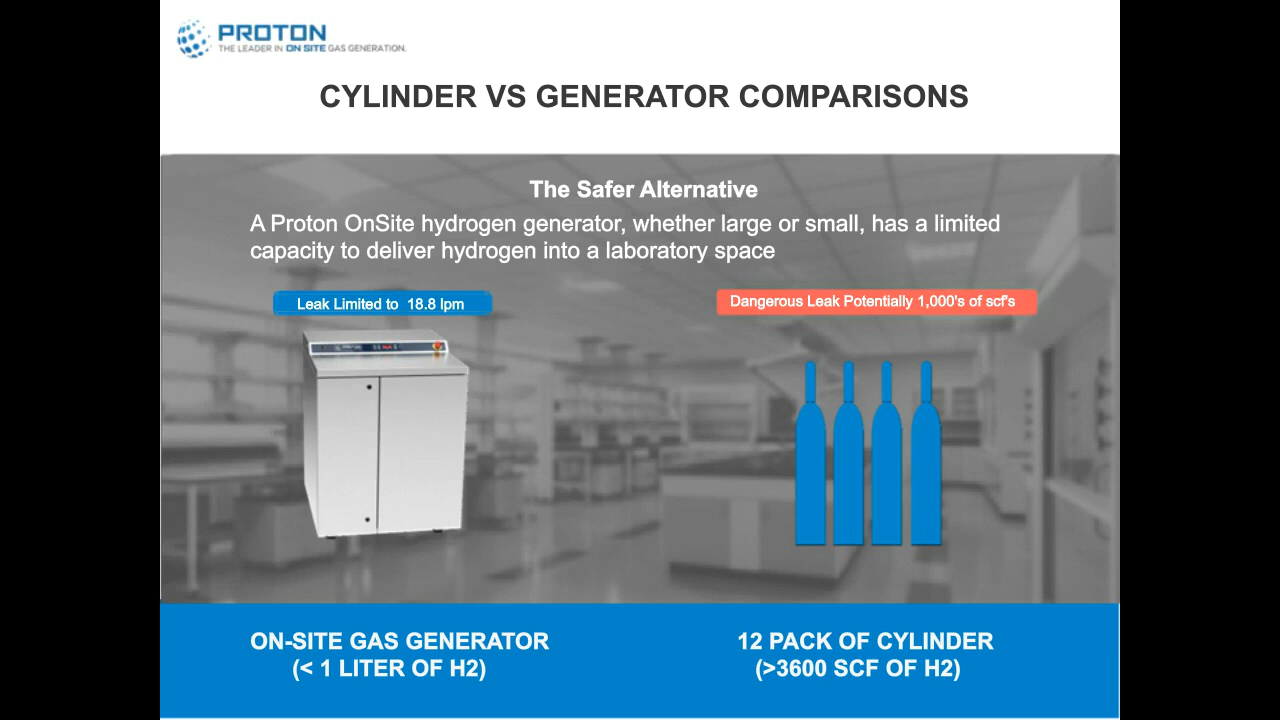 PROTON
THE LEADER IN ON SITE GAS GENERATION.
CYLINDER VS GENERATOR COMPARISONS
The Safer Alternative
A Proton OnSite hydrogen generator, whether large or small, has a limited
capacity to deliver hydrogen into a laboratory space
Leak Limited to 18.8 lpm
Dangerous Leak Potentially 1,000's of scf's
ON-SITE GAS GENERATOR
(< 1 LITER OF H2)
12 PACK OF CYLINDER
(>3600 SCF OF H2)